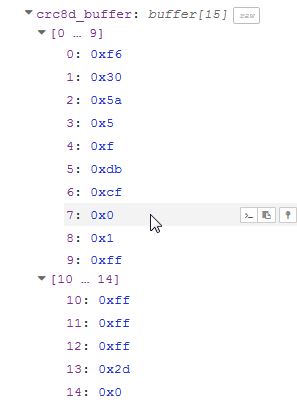 crc8d_buffer: buffer[15] raw
[0 … 9]
0: 0xf6
1: 0x30
2: 0x5a
3: 0x5
4: 0xf
5: 0xdb
6: 0xcf
7: 0x0
8: 0x1
9: 0xff
[10 … 14]
10: 0xff
11: 0xff
12: 0xff
13: 0x2d
14: 0x0